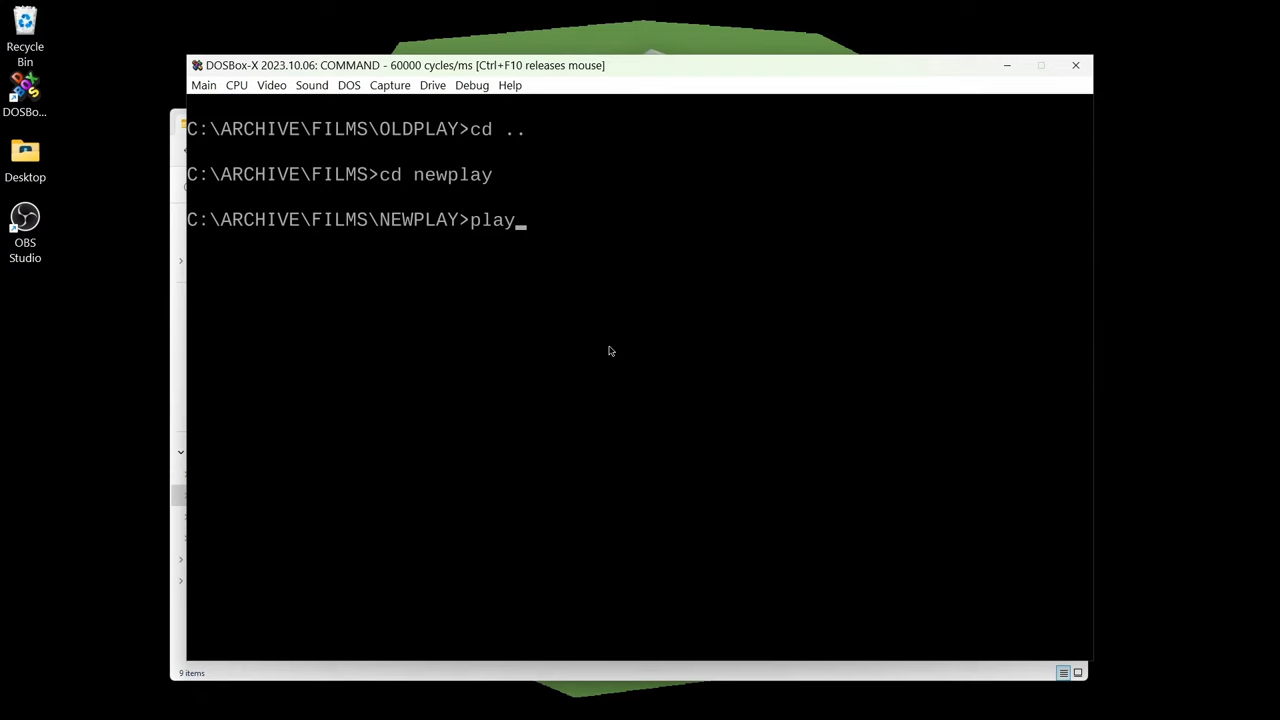 Recycle
Bin
DOSBo...
Desktop
OBS
Studio
DOSBox-X 2023.10.06: COMMAND - 60000 cycles/ms [Ctrl+F10 releases mouse]
Main CPU Video Sound DOS Capture Drive Debug Help
C:\ARCHIVE\FILMS\OLDPLAY>cd ..
C:\ARCHIVE\FILMS>cd newplay
C:\ARCHIVE\FILMS\NEWPLAY>play_
9 items